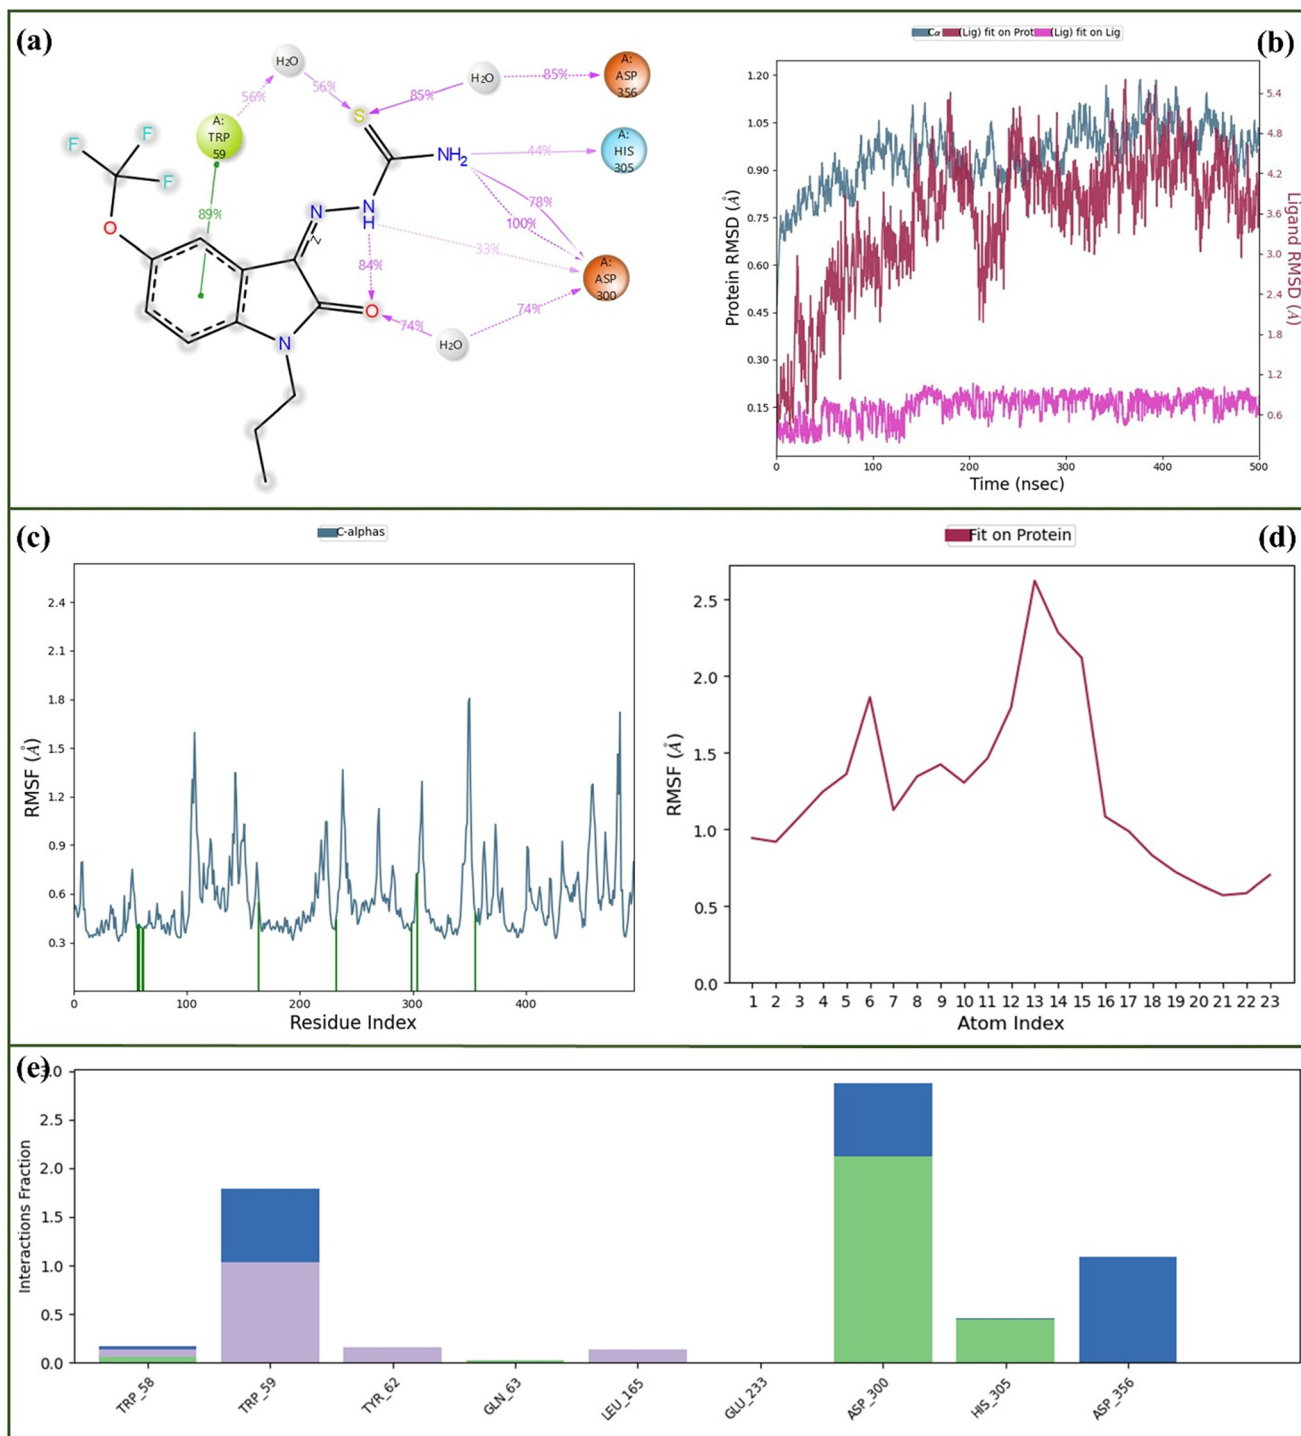 (a)
H₂O
A:
ASP
356
85%
H₂O
56%
56%
85%
S
A:
TRP
59
F
F
F
A:
HIS
305
44%
NH₂
78%
100%
89%
N
N
H
O
Z
33%
A:
ASP
300
84%
O
74%
74%
H₂O
N
(b)
Cα (Lig) fit on Prot (Lig) fit on Lig
Protein RMSD (Å)
1.20
1.05
0.90
0.75
0.60
0.45
0.30
0.15
5.4
4.8
4.2
3.6
3.0
2.4
1.8
1.2
0.6
Ligand RMSD (Å)
0 100 200 300 400 500
Time (nsec)
(c)
C-alphas
RMSF (Å)
2.4
2.1
1.8
1.5
1.2
0.9
0.6
0.3
0 100 200 300 400
Residue Index
(d)
Fit on Protein
RMSF (Å)
2.5
2.0
1.5
1.0
0.5
0.0
1 2 3 4 5 6 7 8 9 10 11 12 13 14 15 16 17 18 19 20 21 22 23
Atom Index
(e)
Interactions Fraction
3.0
2.5
2.0
1.5
1.0
0.5
0.0
TRP_58
TRP_59
TYR_62
GLN_63
LEU_165
GLU_233
ASP_300
HIS_305
ASP_356